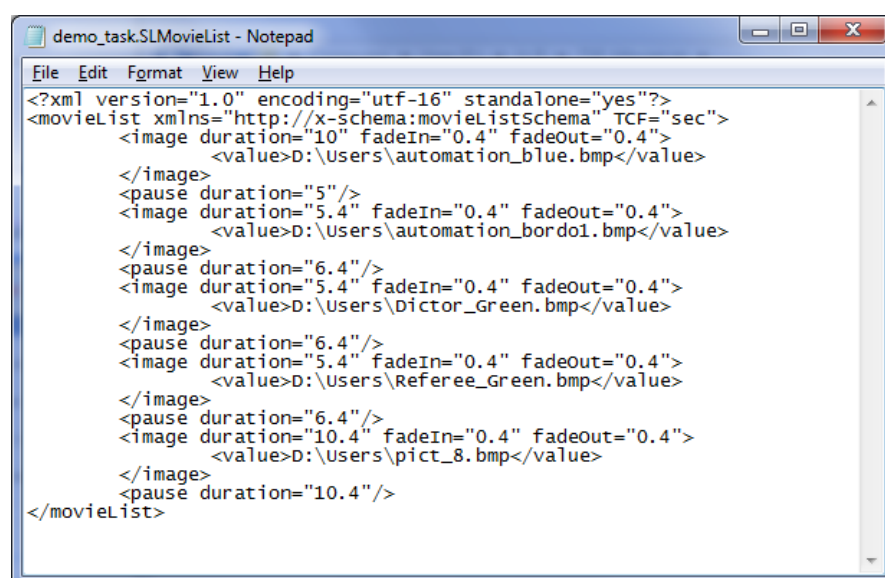 demo_task.SLMovieList - Notepad
File Edit Format View Help
<?xml version="1.0" encoding="utf-16" standalone="yes"?>
<movieList xmlns="http://x-schema:movieListSchema" TCF="sec">
<image duration="10" fadeIn="0.4" fadeOut="0.4">
<value>D:\Users\automation_blue.bmp</value>
</image>
<pause duration="5"/>
<image duration="5.4" fadeIn="0.4" fadeOut="0.4">
<value>D:\Users\automation_bordo1.bmp</value>
</image>
<pause duration="6.4"/>
<image duration="5.4" fadeIn="0.4" fadeOut="0.4">
<value>D:\Users\Dictor_Green.bmp</value>
</image>
<pause duration="6.4"/>
<image duration="5.4" fadeIn="0.4" fadeOut="0.4">
<value>D:\Users\Referee_Green.bmp</value>
</image>
<pause duration="6.4"/>
<image duration="10.4" fadeIn="0.4" fadeOut="0.4">
<value>D:\Users\pict_8.bmp</value>
</image>
<pause duration="10.4"/>
</movieList>